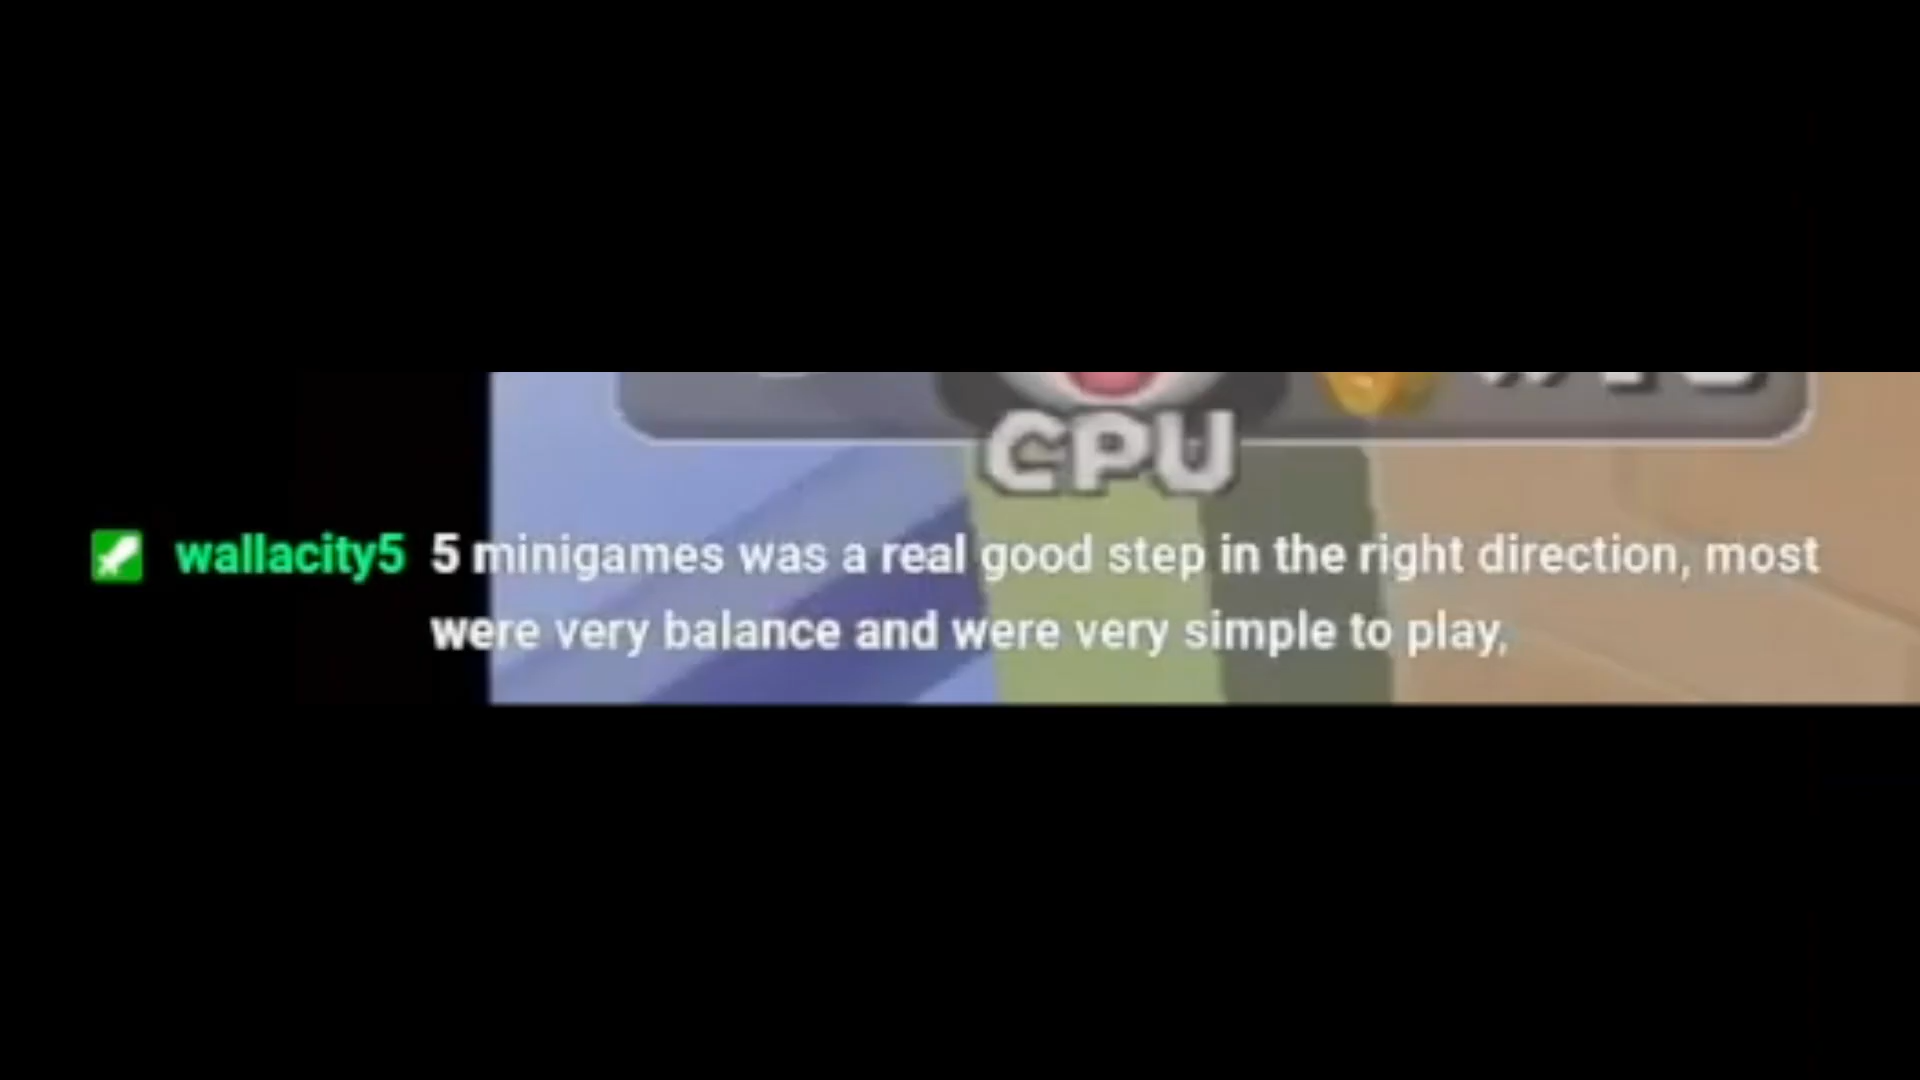 CPU
wallacity5 5 minigames was a real good step in the right direction, most
were very balance and were very simple to play,